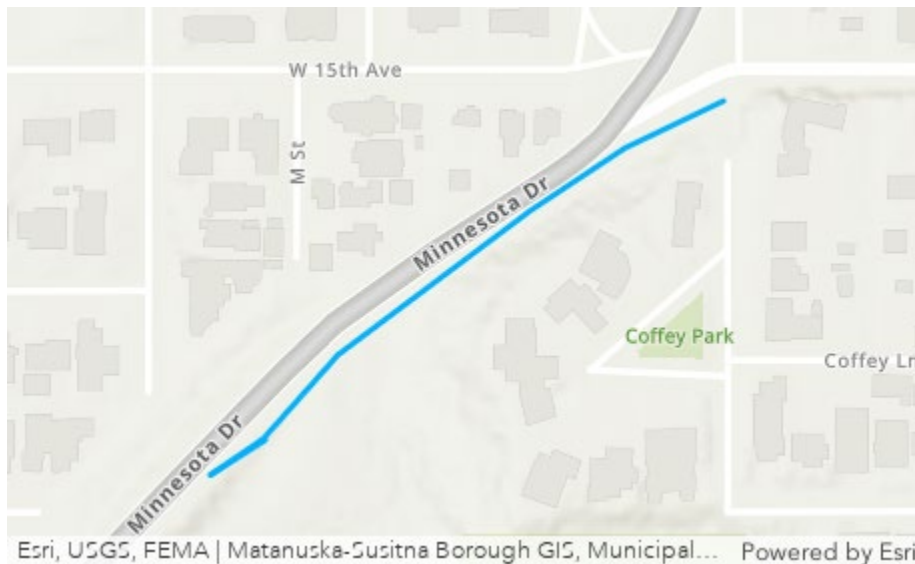 W 15th Ave
M St
Minnesota Dr
Coffey Park
Coffey Ln
Minnesota Dr
Esri, USGS, FEMA | Matanuska-Susitna Borough GIS, Municipal... Powered by Esri